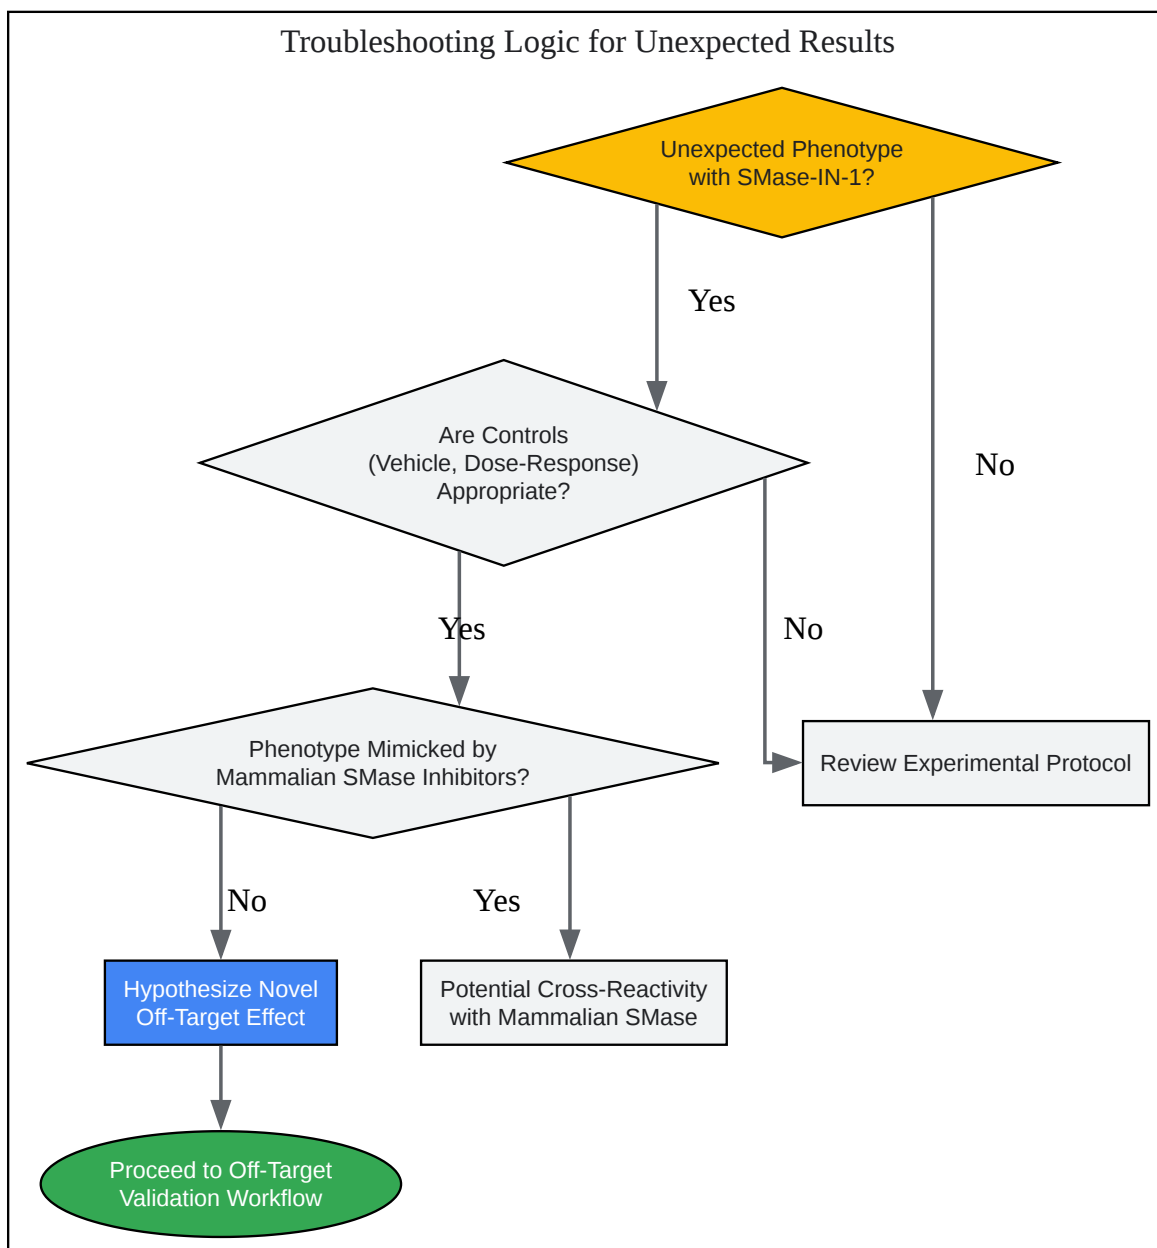 Troubleshooting Logic for Unexpected Results
Unexpected Phenotype
with SMase-IN-1?
Yes
No
Are Controls
(Vehicle, Dose-Response)
Appropriate?
Yes
No
Phenotype Mimicked by
Mammalian SMase Inhibitors?
Review Experimental Protocol
No
Yes
Hypothesize Novel
Off-Target Effect
Potential Cross-Reactivity
with Mammalian SMase
Proceed to Off-Target
Validation Workflow